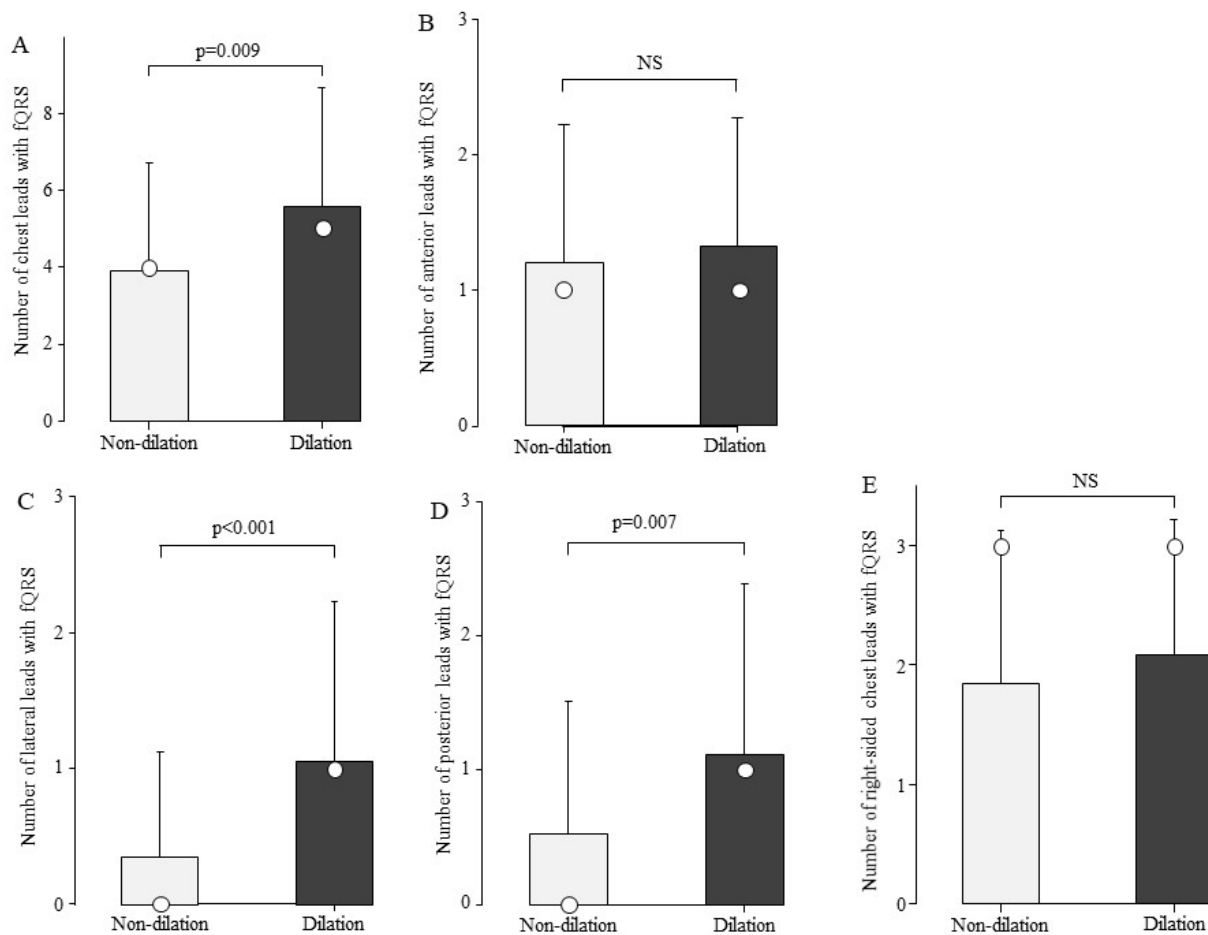 A
Number of chest leads with fQRS
p=0.009
8
6
4
2
0
Non-dilation
Dilation
B
Number of anterior leads with fQRS
NS
3
2
1
0
Non-dilation
Dilation
C
Number of lateral leads with fQRS
p<0.001
3
2
1
0
Non-dilation
Dilation
D
Number of posterior leads with fQRS
p=0.007
3
2
1
0
Non-dilation
Dilation
E
Number of right-sided chest leads with fQRS
NS
3
2
1
0
Non-dilation
Dilation